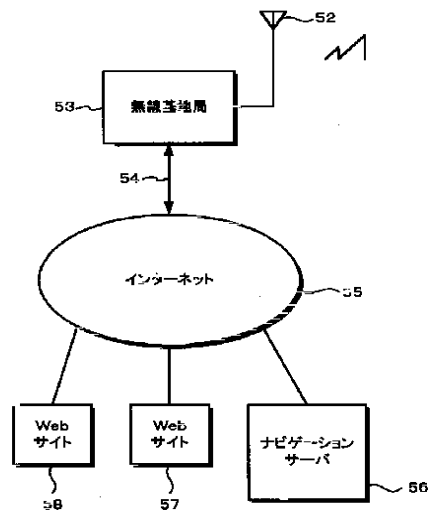 52
53
無線基地局
54
インターネット
55
Web
サイト
Web
サイト
ナビゲーション
サーバ
58
57
56